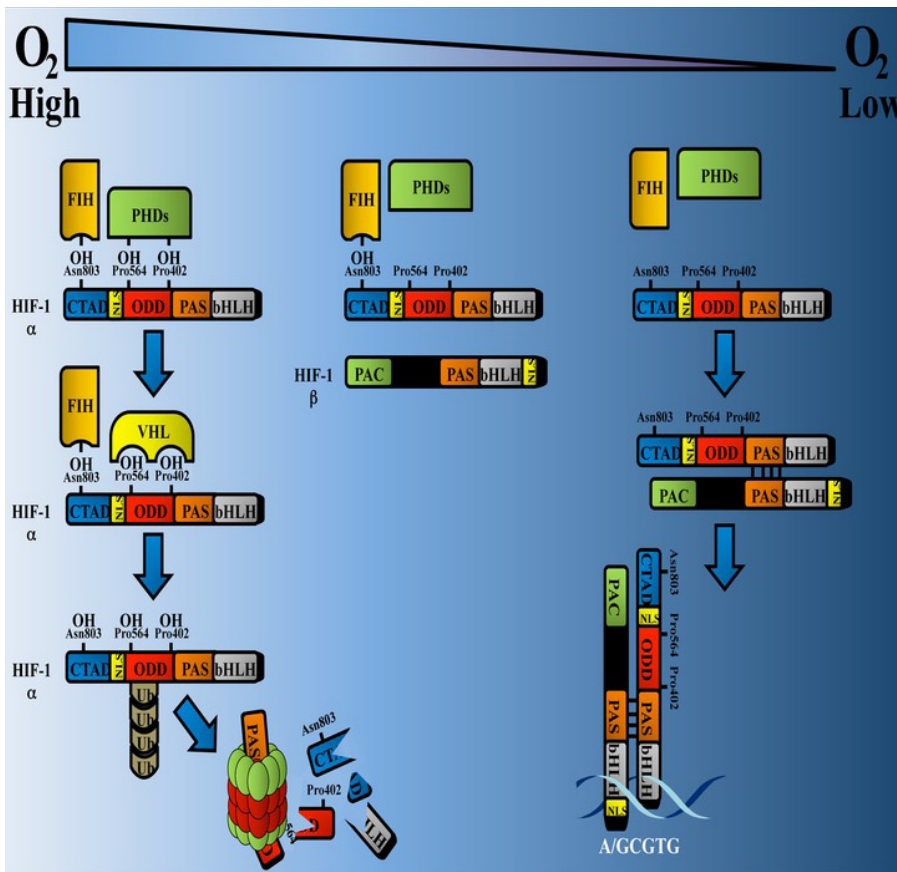 O2 O2
High Low
FIH PHDs
OH OH OH
Asn803 Pro564 Pro402
HIF-1 α
CTAD NLS ODD PAS bHLH
FIH VHL
OH OH OH
Asn803 Pro564 Pro402
HIF-1 α
CTAD NLS ODD PAS bHLH
OH OH OH
Asn803 Pro564 Pro402
HIF-1 α
CTAD NLS ODD PAS bHLH
Ub
Ub
Ub
Ub
PAS
Asn803
Pro402
564
FIH PHDs
OH
Asn803 Pro564 Pro402
CTAD NLS ODD PAS bHLH
HIF-1 β
PAC PAS bHLH NLS
FIH PHDs
Asn803 Pro564 Pro402
CTAD NLS ODD PAS bHLH
Asn803 Pro564 Pro402
CTAD NLS ODD PAS bHLH
PAC PAS bHLH NLS
PAC PAS bHLH NLS
CTAD NLS ODD PAS bHLH
Asn803 Pro564 Pro402
A/GCGTG